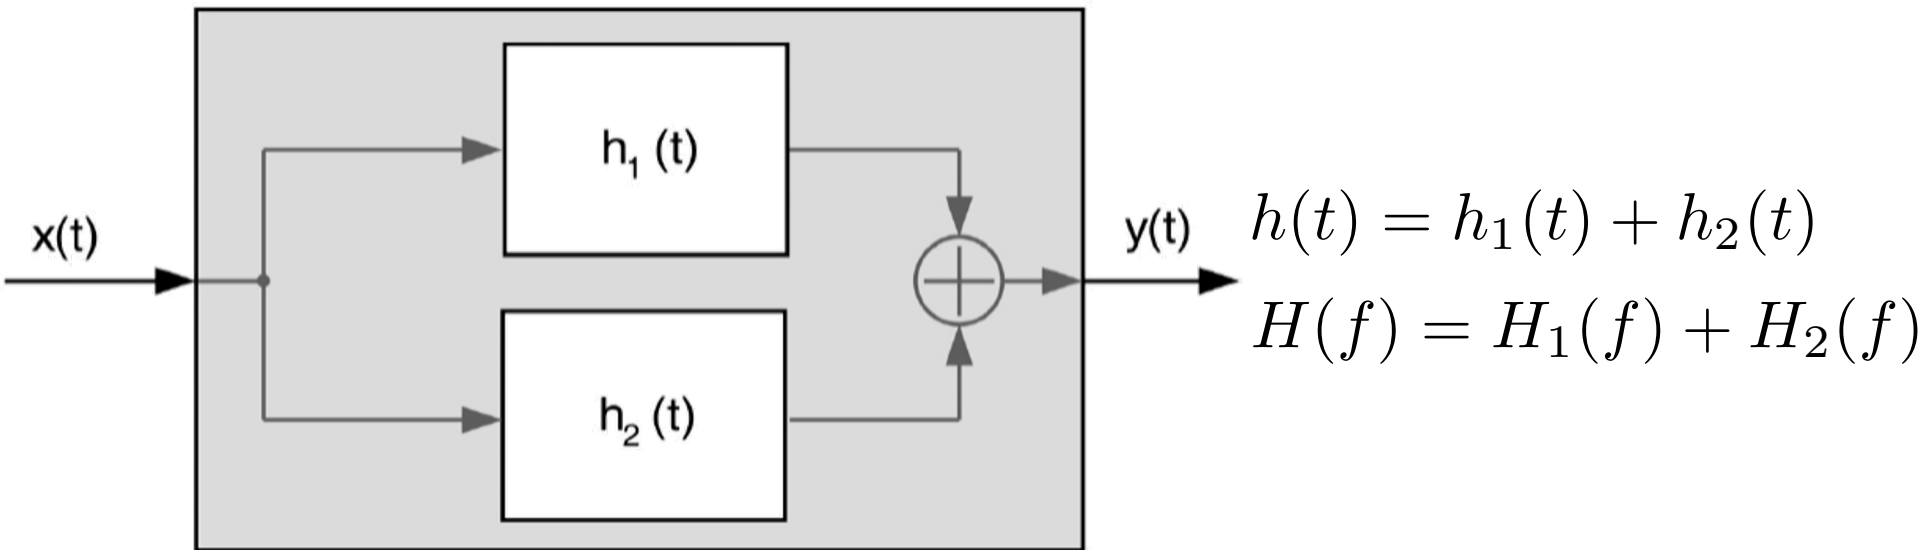 x(t)
h₁ (t)
h₂ (t)
y(t)
h(t) = h₁(t) + h₂(t)
H(f) = H₁(f) + H₂(f)